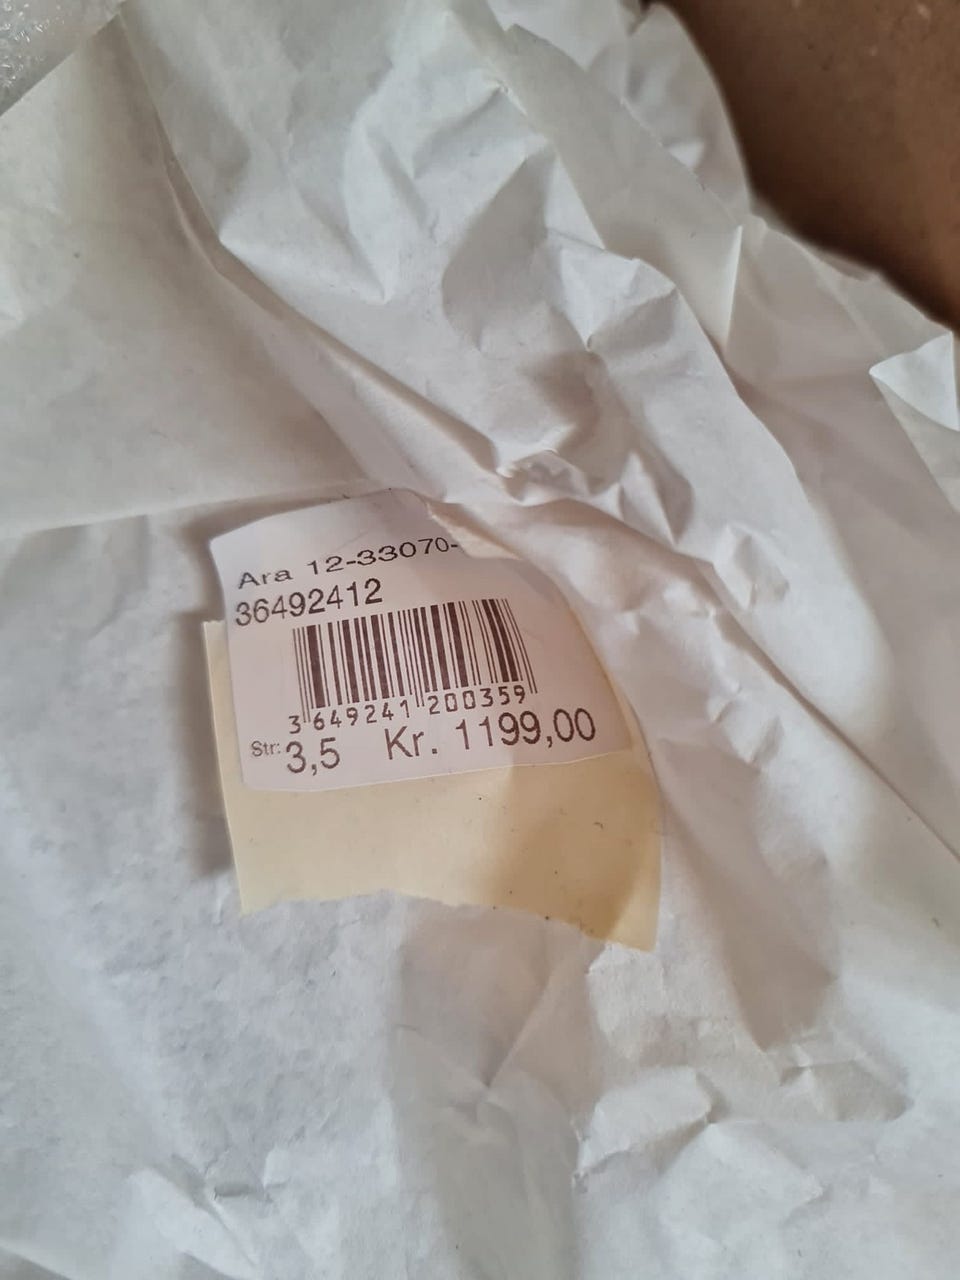 Ara 12-33070-
36492412
3 649241 200359
Str: 3,5 Kr. 1199,00